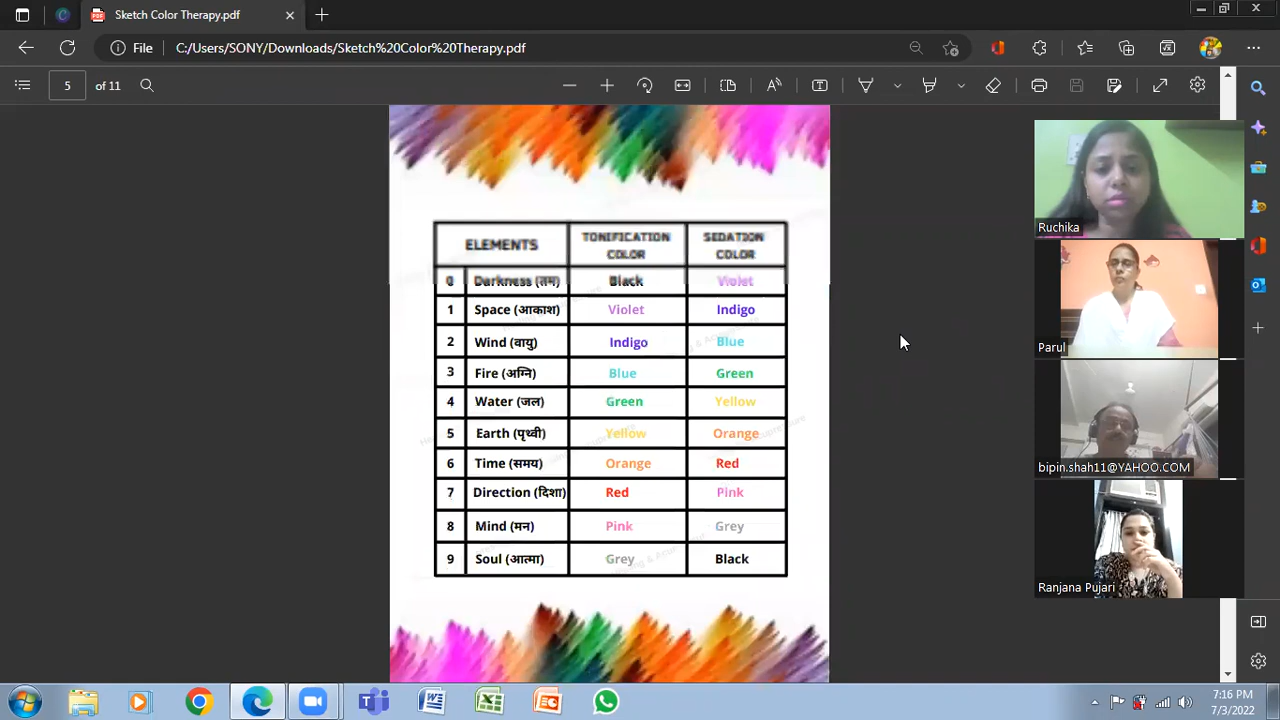 Sketch Color Therapy.pdf
File C:/Users/SONY/Downloads/Sketch%20Color%20Therapy.pdf
5 of 11
ELEMENTS TONIFICATION COLOR SEDATION COLOR
0 Darkness (तम) Black Violet
1 Space (आकाश) Violet Indigo
2 Wind (वायु) Indigo Blue
3 Fire (अग्नि) Blue Green
4 Water (जल) Green Yellow
5 Earth (पृथ्वी) Yellow Orange
6 Time (समय) Orange Red
7 Direction (दिशा) Red Pink
8 Mind (मन) Pink Grey
9 Soul (आत्मा) Grey Black
Ruchika
Parul
bipin.shah11@YAHOO.COM
Ranjana Pujari
7:16 PM
7/3/2022